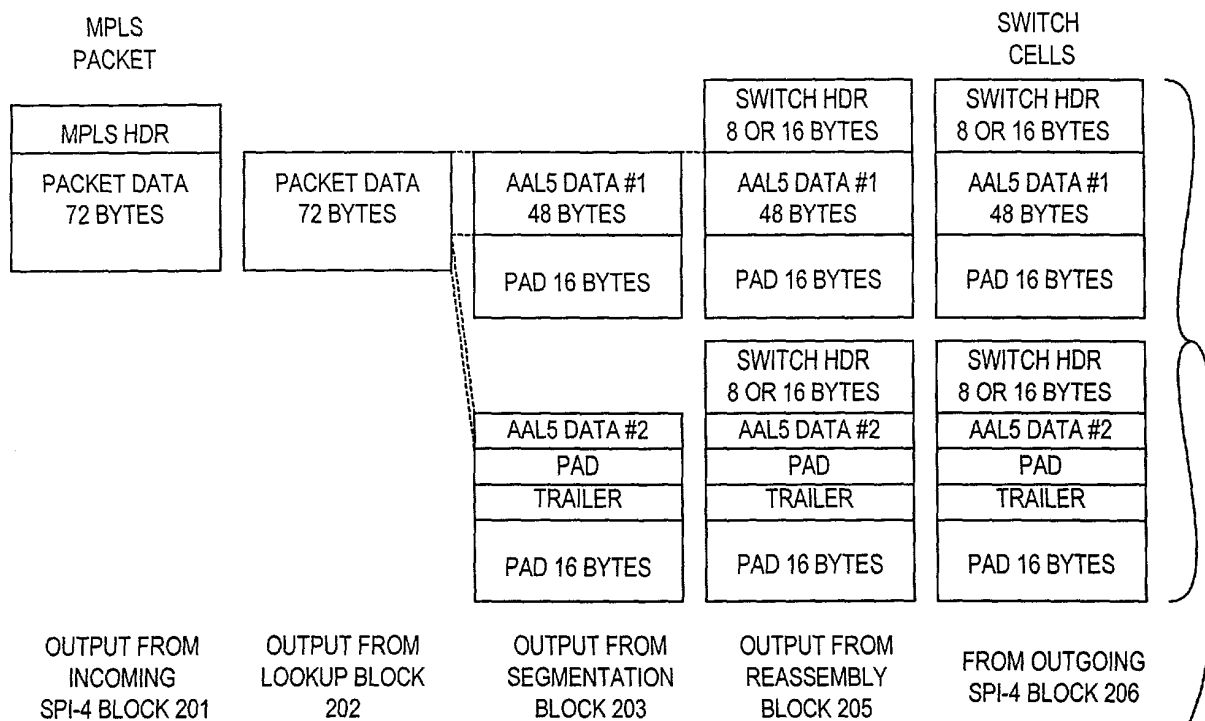 MPLS
PACKET
MPLS HDR
PACKET DATA
72 BYTES
OUTPUT FROM
INCOMING
SPI-4 BLOCK 201
PACKET DATA
72 BYTES
OUTPUT FROM
LOOKUP BLOCK
202
AAL5 DATA #1
48 BYTES
PAD 16 BYTES
AAL5 DATA #2
PAD
TRAILER
PAD 16 BYTES
OUTPUT FROM
SEGMENTATION
BLOCK 203
SWITCH HDR
8 OR 16 BYTES
AAL5 DATA #1
48 BYTES
PAD 16 BYTES
SWITCH HDR
8 OR 16 BYTES
AAL5 DATA #2
PAD
TRAILER
PAD 16 BYTES
OUTPUT FROM
REASSEMBLY
BLOCK 205
SWITCH
CELLS
SWITCH HDR
8 OR 16 BYTES
AAL5 DATA #1
48 BYTES
PAD 16 BYTES
SWITCH HDR
8 OR 16 BYTES
AAL5 DATA #2
PAD
TRAILER
PAD 16 BYTES
FROM OUTGOING
SPI-4 BLOCK 206